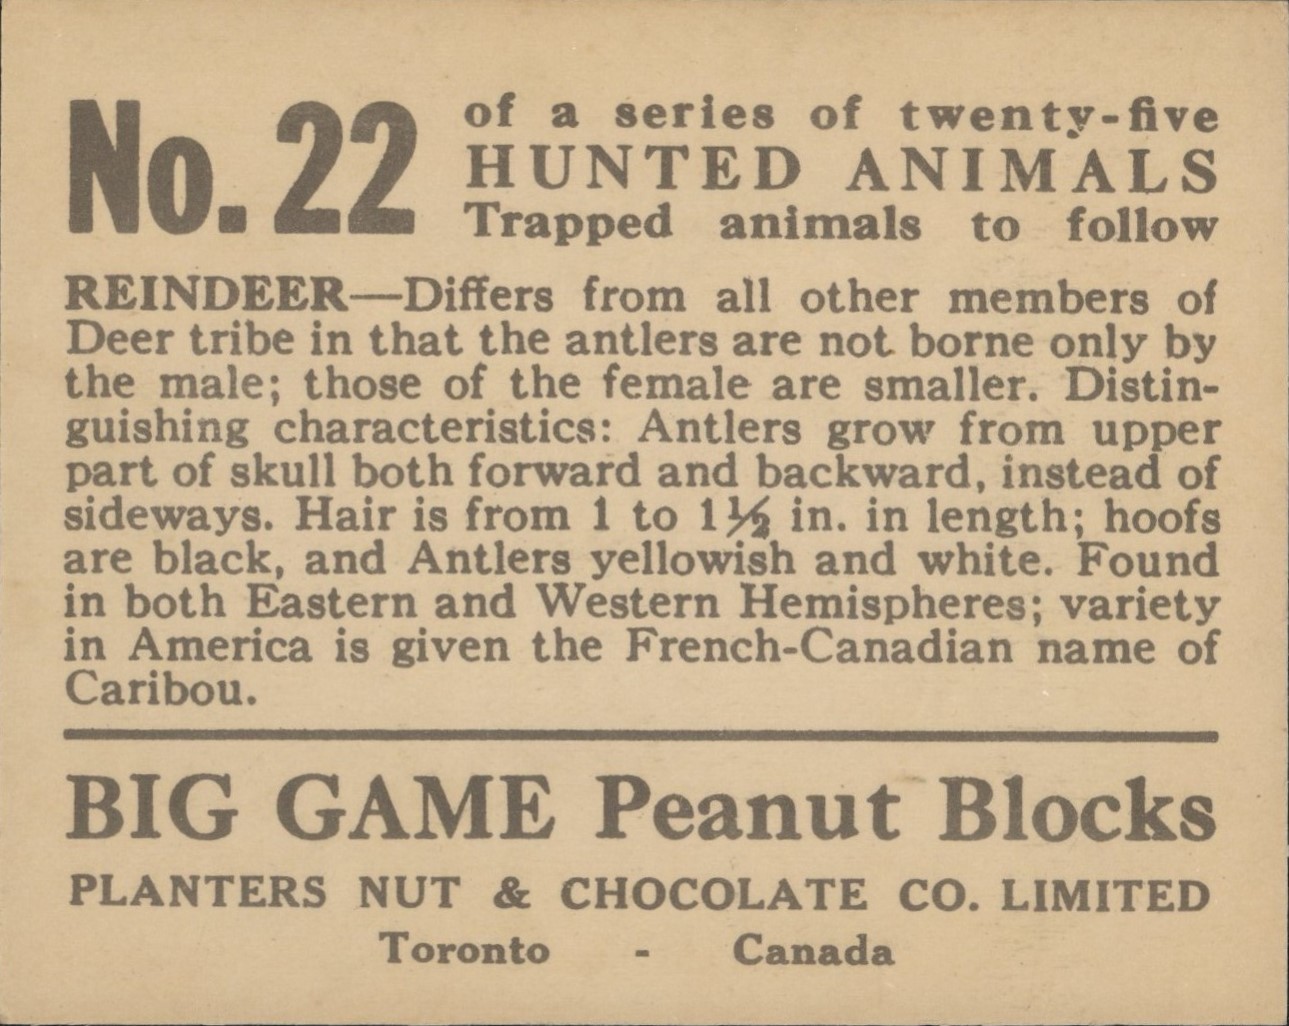 No. 22
of a series of twenty-five
HUNTED ANIMALS
Trapped animals to follow
REINDEER—Differs from all other members of
Deer tribe in that the antlers are not borne only by
the male; those of the female are smaller. Distin-
guishing characteristics: Antlers grow from upper
part of skull both forward and backward, instead of
sideways. Hair is from 1 to 1½ in. in length; hoofs
are black, and Antlers yellowish and white. Found
in both Eastern and Western Hemispheres; variety
in America is given the French-Canadian name of
Caribou.
BIG GAME Peanut Blocks
PLANTERS NUT & CHOCOLATE CO. LIMITED
Toronto - Canada